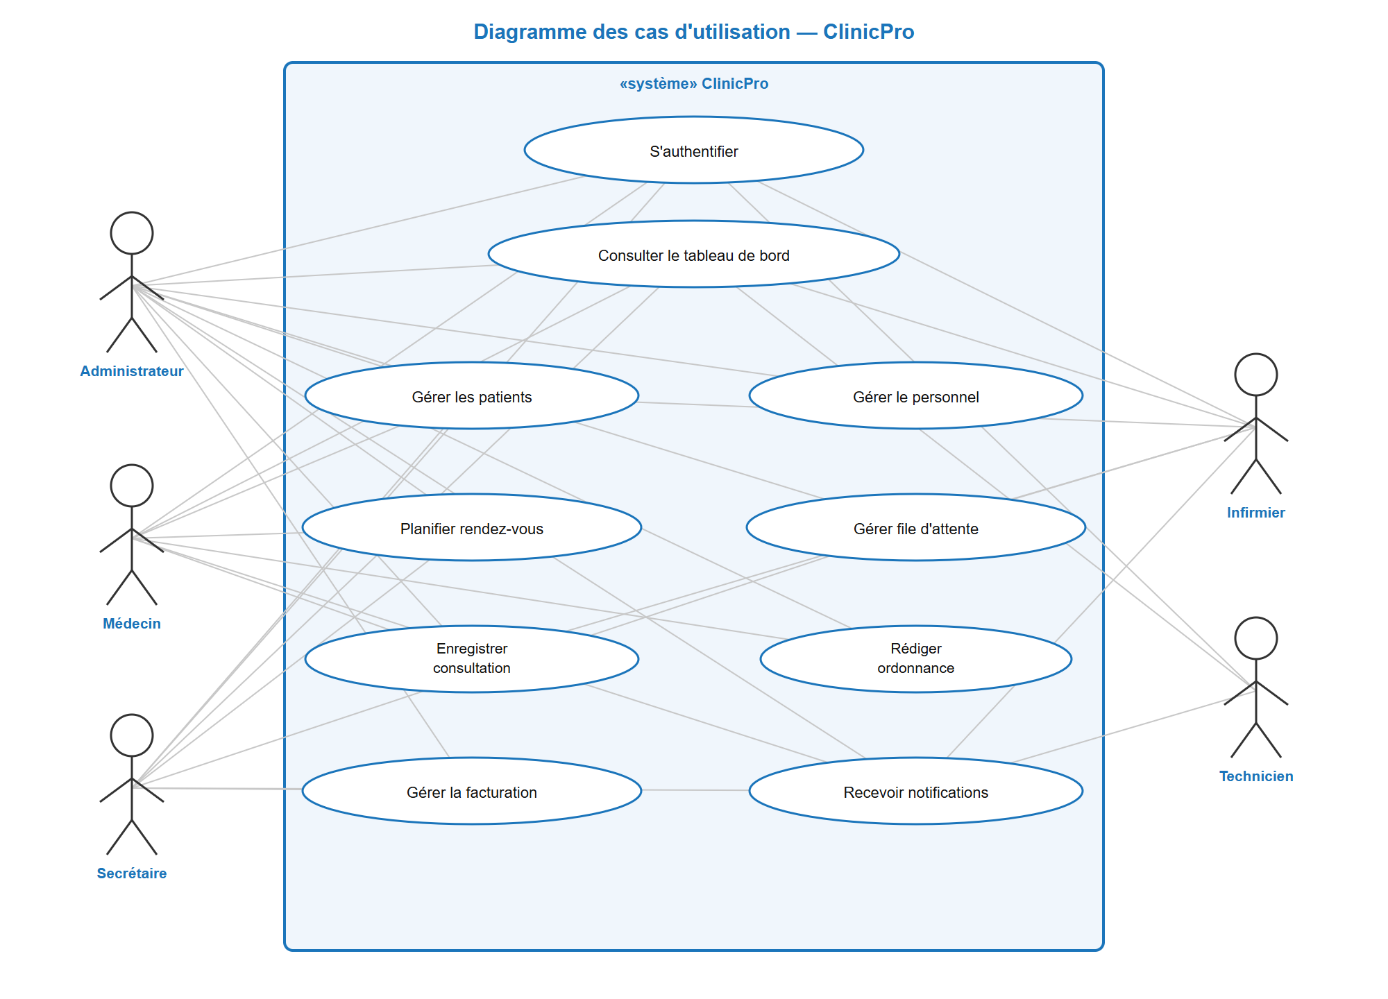 Diagramme des cas d'utilisation — ClinicPro
«système» ClinicPro
S'authentifier
Consulter le tableau de bord
Administrateur
Gérer les patients
Gérer le personnel
Infirmier
Planifier rendez-vous
Gérer file d'attente
Médecin
Enregistrer
consultation
Rédiger
ordonnance
Technicien
Gérer la facturation
Recevoir notifications
Secrétaire